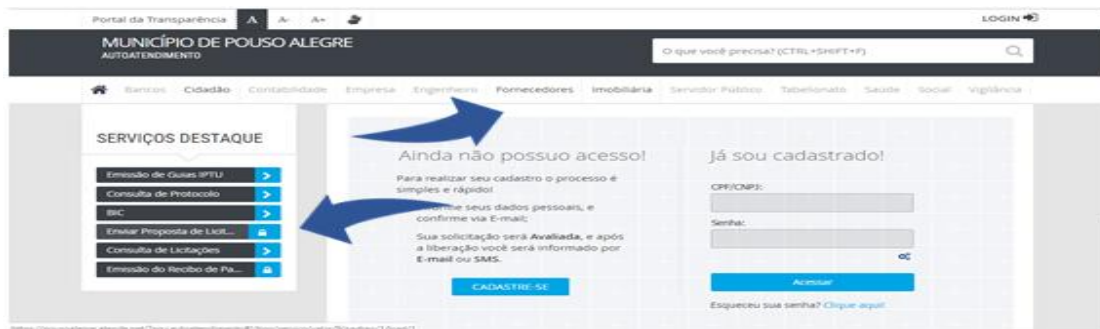 Portal da Transparência A A- A+
LOGIN
MUNICÍPIO DE POUSO ALEGRE
AUTOATENDIMENTO
O que você precisa? (CTRL+SHIFT+F)
Bancos Cidadão Contabilidade Empresa Engenheiro Fornecedores Imobiliária Servidor Público Tabelionato Saúde Social Vigilância
SERVIÇOS DESTAQUE
Emissão de Guias IPTU
Consulta de Protocolo
BIC
Enviar Proposta de Licit...
Consulta de Licitações
Emissão do Recibo de Pa...
Ainda não possuo acesso!
Para realizar seu cadastro o processo é
simples e rápido!
seus dados pessoais, e
confirme via E-mail;
Sua solicitação será Avaliada, e após
a liberação você será informado por
E-mail ou SMS.
CADASTRE-SE
Já sou cadastrado!
CPF/CNPJ:
Senha:
Acessar
Esqueceu sua senha? Clique aqui!